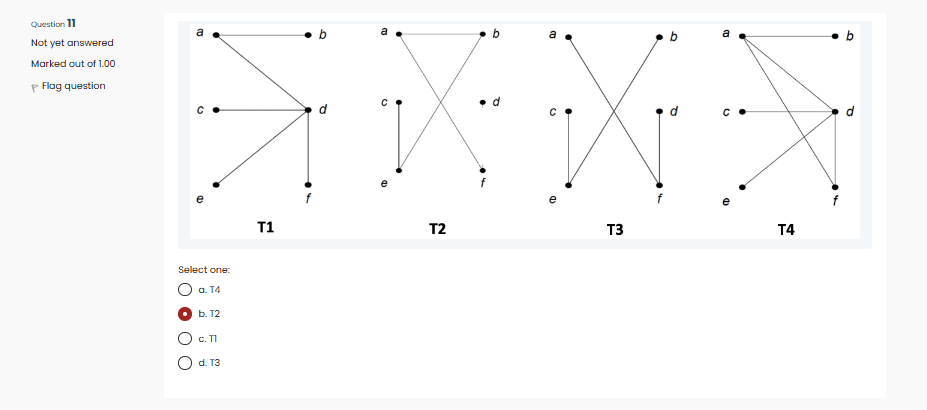 Question 11
Not yet answered
Marked out of 1.00
Flag question
a b a b a b a b
c d c d c d c d
e f e f e f e f
T1 T2 T3 T4
Select one:
a. T4
b. T2
c. T1
d. T3